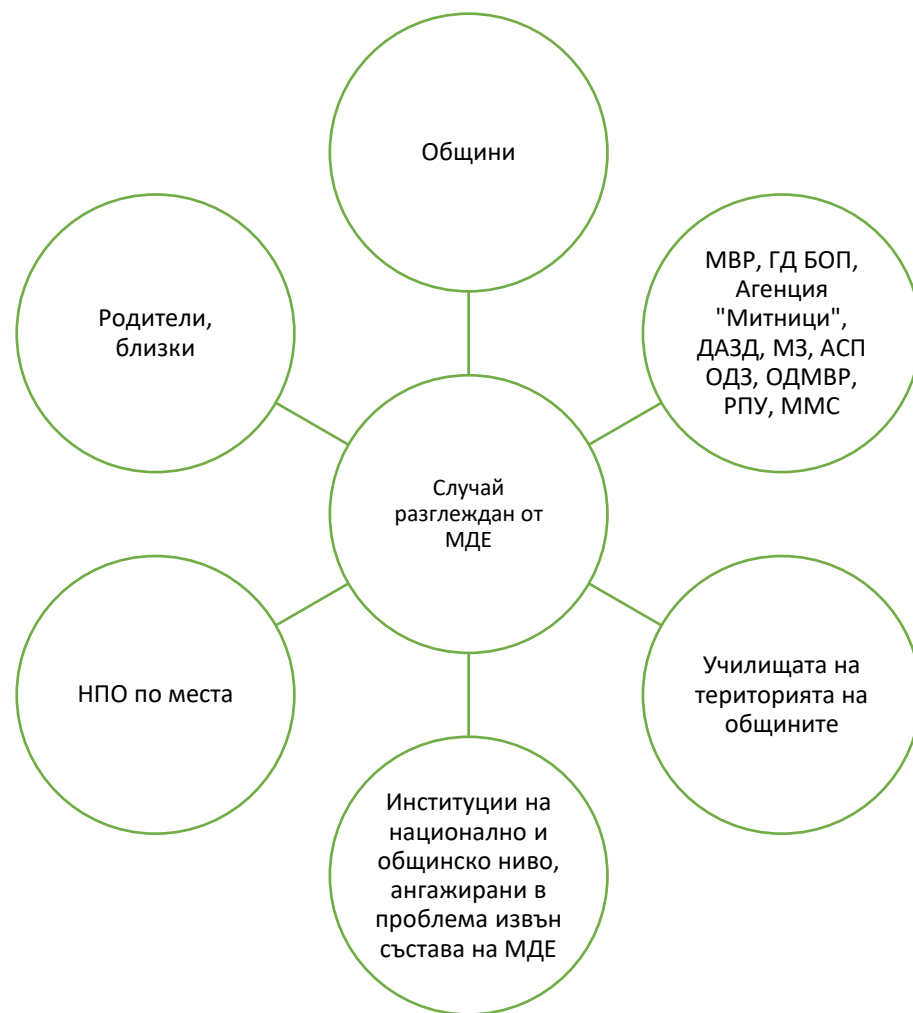 Общини
МВР, ГД БОП,
Агенция
"Митници",
ДАЗД, МЗ, АСП
ОДЗ, ОДМВР,
РПУ, ММС
Родители,
близки
Случай
разглеждан от
МДЕ
Училищата на
територията на
общините
НПО по места
Институции на
национално и
общинско ниво,
ангажирани в
проблема извън
състава на МДЕ